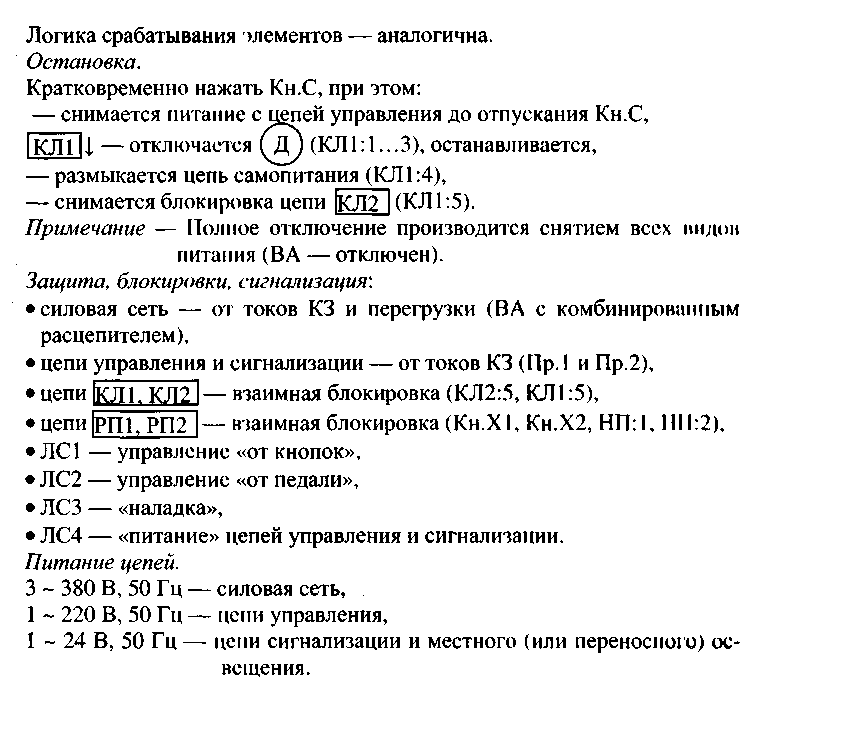 Логика срабатывания элементов — аналогична.
Остановка.
Кратковременно нажать Кн.С, при этом:
— снимается питание с цепей управления до отпускания Кн.С,
КЛ1↓ — отключается Д (КЛ1:1...3), останавливается,
— размыкается цепь самопитания (КЛ1:4),
— снимается блокировка цепи КЛ2 (КЛ1:5).
Примечание — Полное отключение производится снятием всех видов
питания (ВА — отключен).
Защита, блокировки, сигнализация:
• силовая сеть — от токов КЗ и перегрузки (ВА с комбинированным
расцепителем),
• цепи управления и сигнализации — от токов КЗ (Пр.1 и Пр.2),
• цепи КЛ1, КЛ2 — взаимная блокировка (КЛ2:5, КЛ1:5),
• цепи РП1, РП2 — взаимная блокировка (Кн.Х1, Кн.Х2, НП:1, НП:2),
• ЛС1 — управление «от кнопок»,
• ЛС2 — управление «от педали»,
• ЛС3 — «наладка»,
• ЛС4 — «питание» цепей управления и сигнализации.
Питание цепей.
3 ~ 380 В, 50 Гц — силовая сеть,
1 ~ 220 В, 50 Гц — цепи управления,
1 ~ 24 В, 50 Гц — цепи сигнализации и местного (или переносного) ос-
вещения.